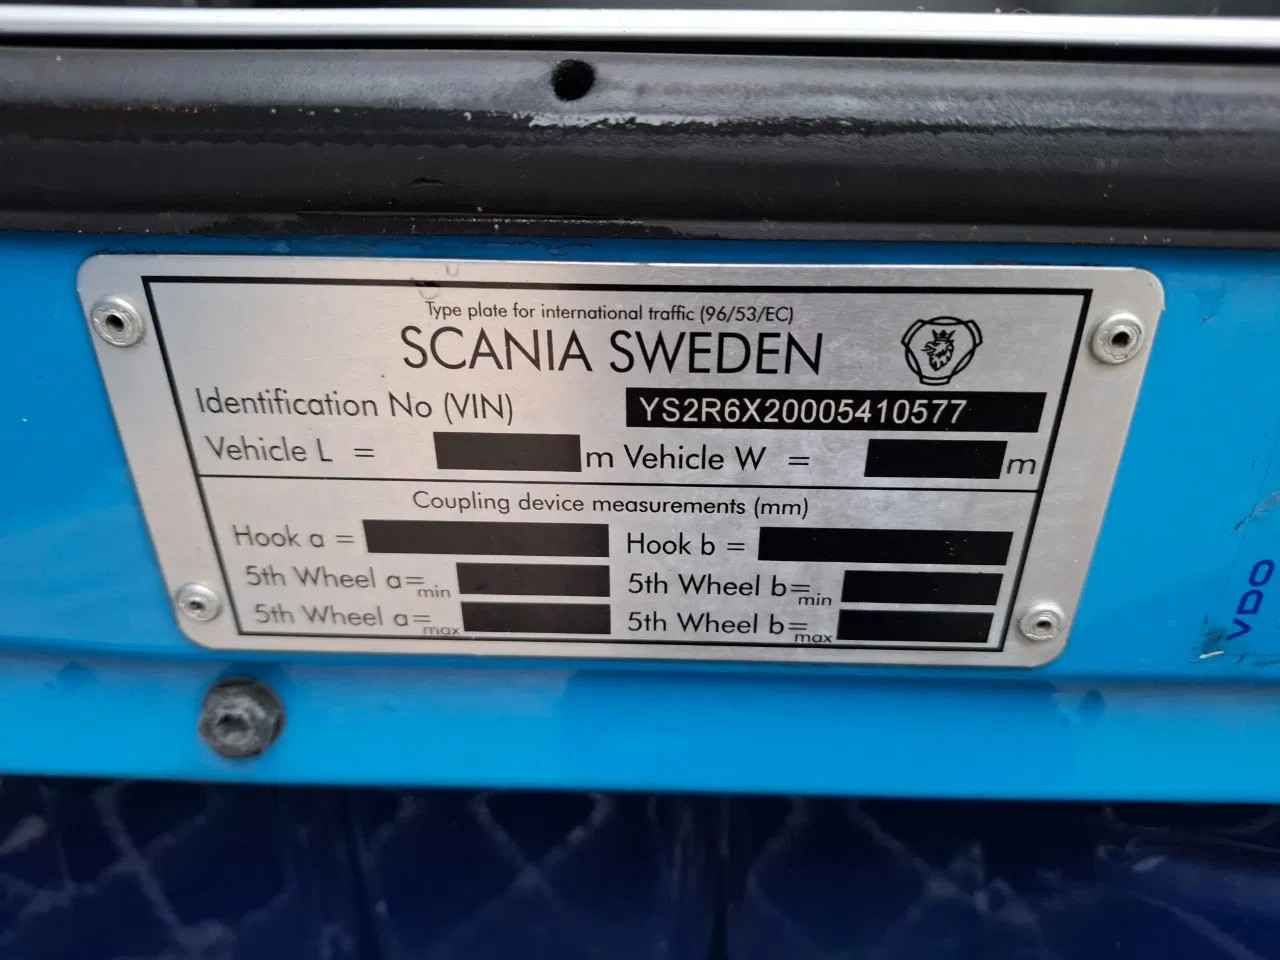 Type plate for international traffic (96/53/EC)
SCANIA SWEDEN
Identification No (VIN) YS2R6X20005410577
Vehicle L = m Vehicle W = m
Coupling device measurements (mm)
Hook a = Hook b =
5th Wheel a=min 5th Wheel b=min
5th Wheel a=max 5th Wheel b=max
VDO